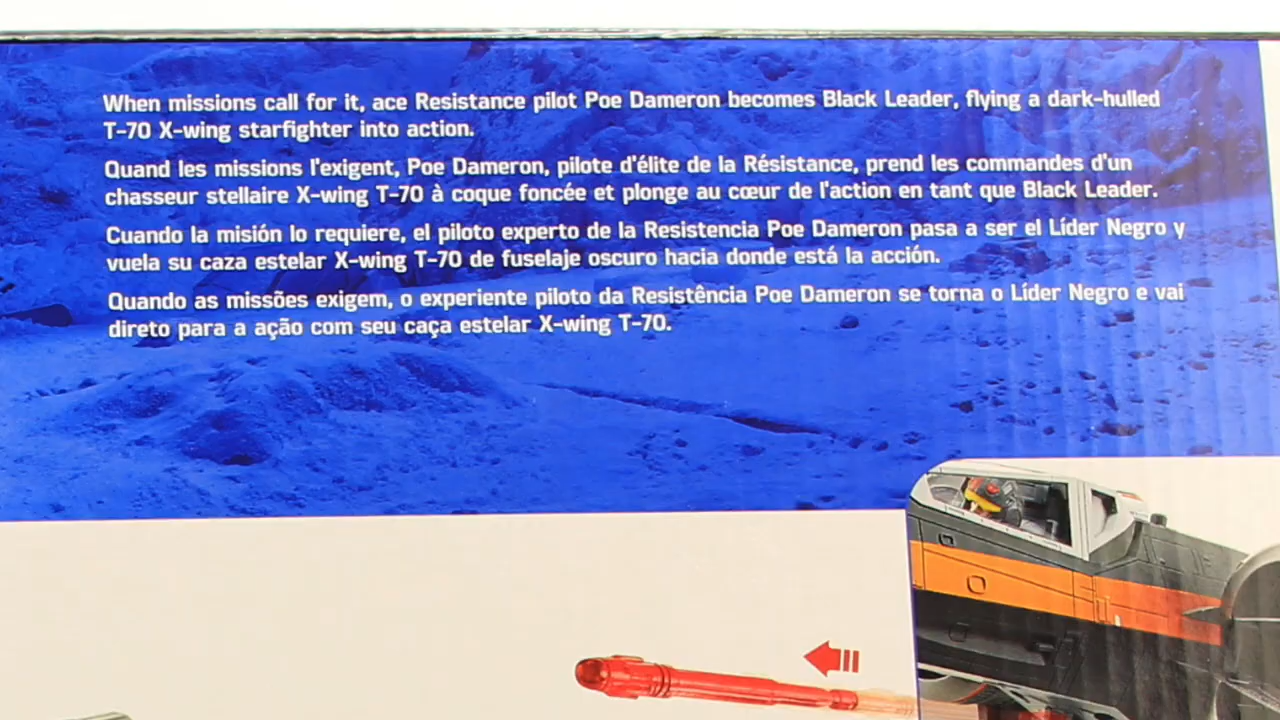 When missions call for it, ace Resistance pilot Poe Dameron becomes Black Leader, flying a dark-hulled
T-70 X-wing starfighter into action.
Quand les missions l'exigent, Poe Dameron, pilote d'élite de la Résistance, prend les commandes d'un
chasseur stellaire X-wing T-70 à coque foncée et plonge au cœur de l'action en tant que Black Leader.
Cuando la misión lo requiere, el piloto experto de la Resistencia Poe Dameron pasa a ser el Líder Negro y
vuela su caza estelar X-wing T-70 de fuselaje oscuro hacia donde está la acción.
Quando as missões exigem, o experiente piloto da Resistência Poe Dameron se torna o Líder Negro e vai
direto para a ação com seu caça estelar X-wing T-70.